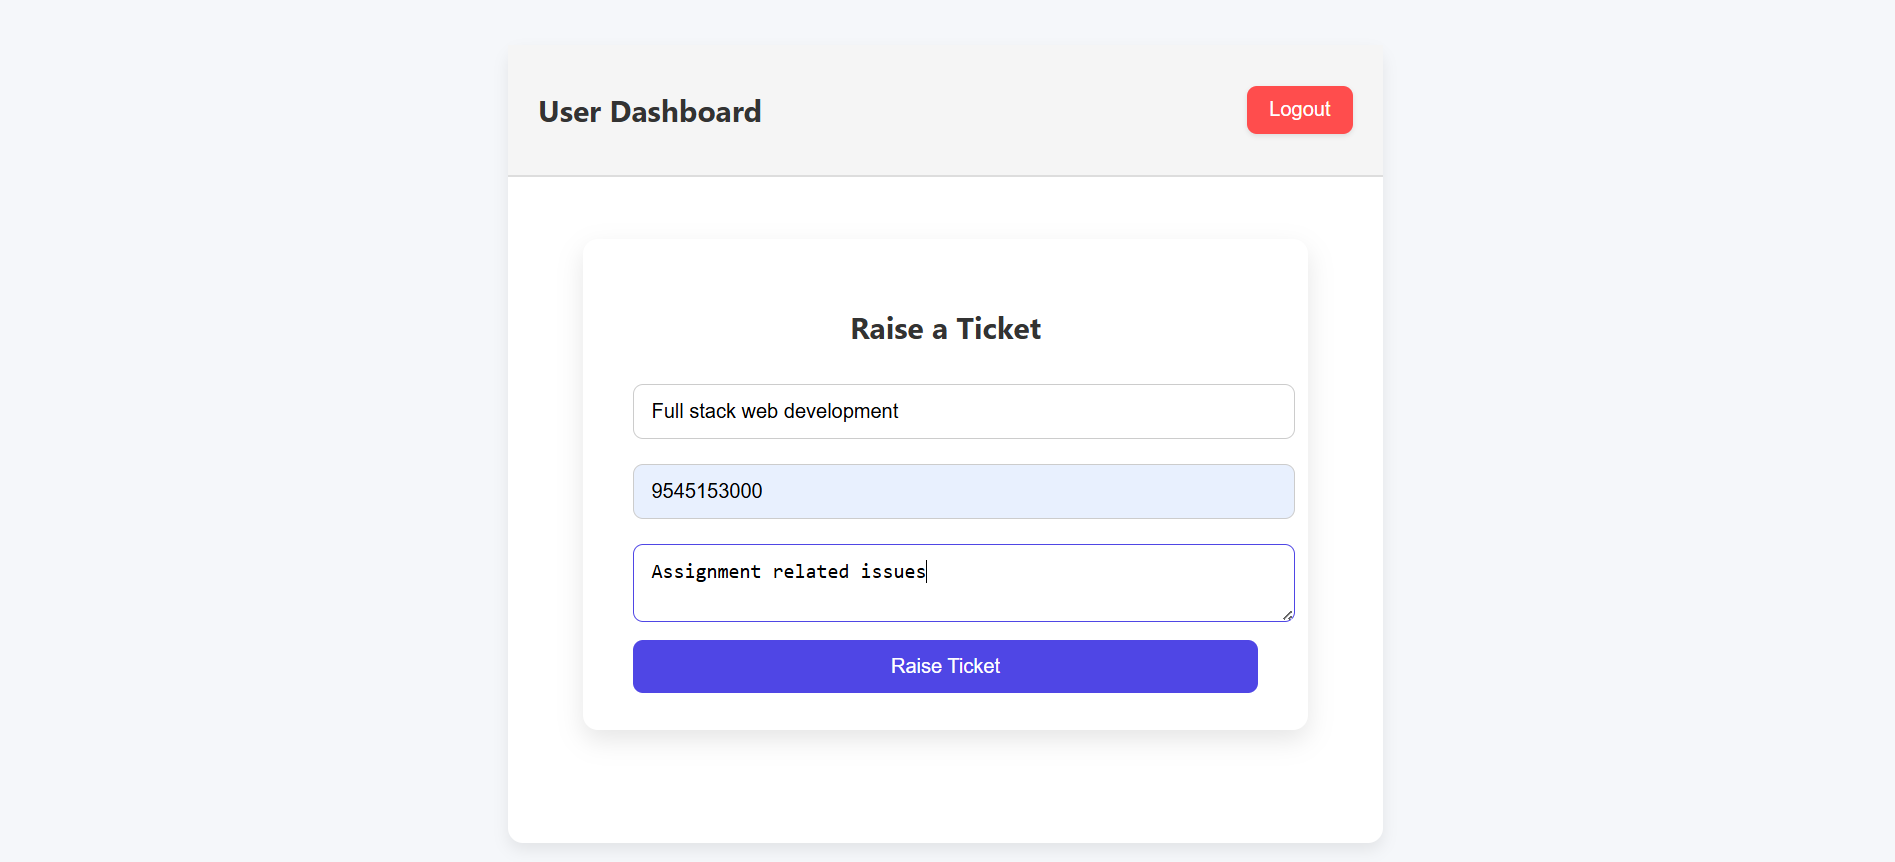 User Dashboard
Logout
Raise a Ticket
Full stack web development
9545153000
Assignment related issues
Raise Ticket